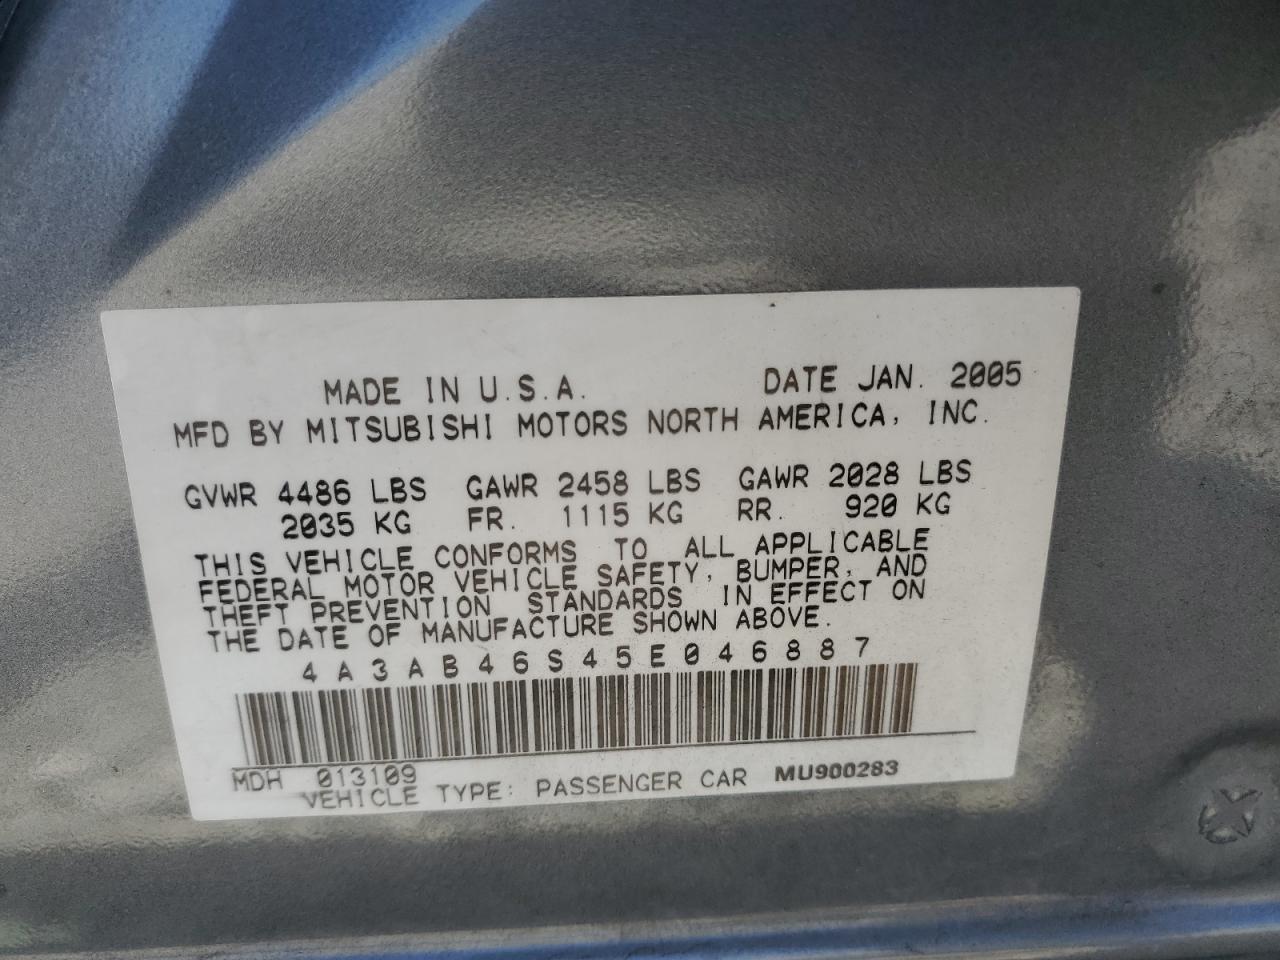 MADE IN U.S.A. DATE JAN. 2005
MFD BY MITSUBISHI MOTORS NORTH AMERICA, INC.
GVWR 4486 LBS GAWR 2458 LBS GAWR 2028 LBS
2035 KG FR. 1115 KG RR. 920 KG
THIS VEHICLE CONFORMS TO ALL APPLICABLE
FEDERAL MOTOR VEHICLE SAFETY, BUMPER, AND
THEFT PREVENTION STANDARDS IN EFFECT ON
THE DATE OF MANUFACTURE SHOWN ABOVE.
4A3AB46S45E046887
MDH 013109
VEHICLE TYPE: PASSENGER CAR MU900283